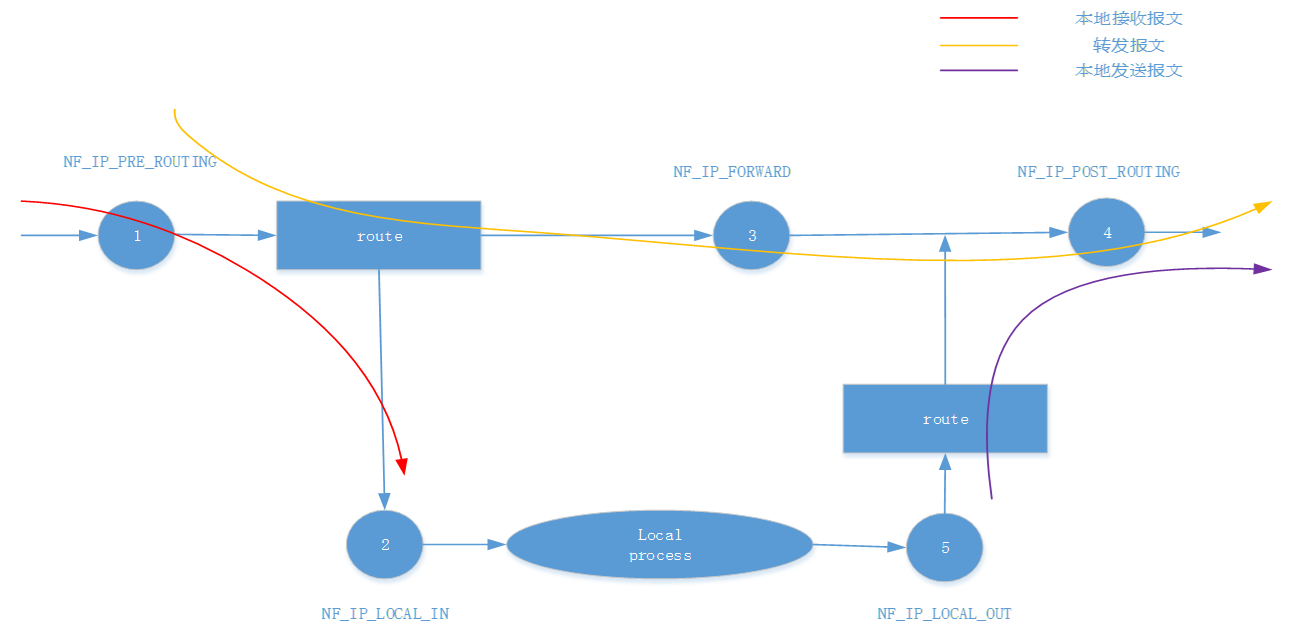 本地接收报文
转发报文
本地发送报文
NF_IP_PRE_ROUTING
NF_IP_FORWARD
NF_IP_POST_ROUTING
1
route
3
4
route
2
Local
process
5
NF_IP_LOCAL_IN
NF_IP_LOCAL_OUT